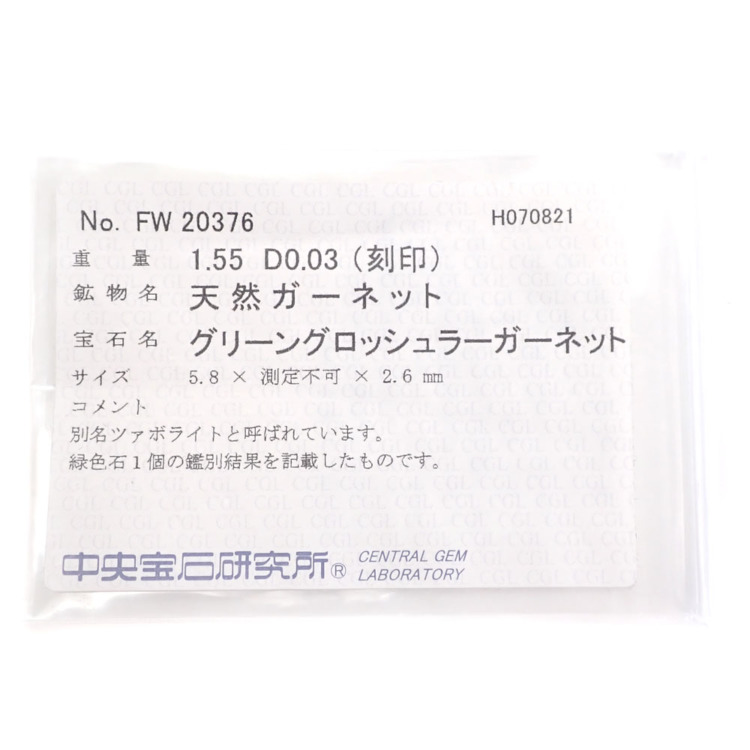 No. FW 20376 H070821
重 量 1.55 D0.03 (刻印)
鉱物名 天然ガーネット
宝石名 グリーングロッシュラーガーネット
サイズ 5.8 × 測定不可 × 2.6 mm
コメント
別名ツァボライトと呼ばれています。
緑色石1個の鑑別結果を記載したものです。
中央宝石研究所® CENTRAL GEM
LABORATORY